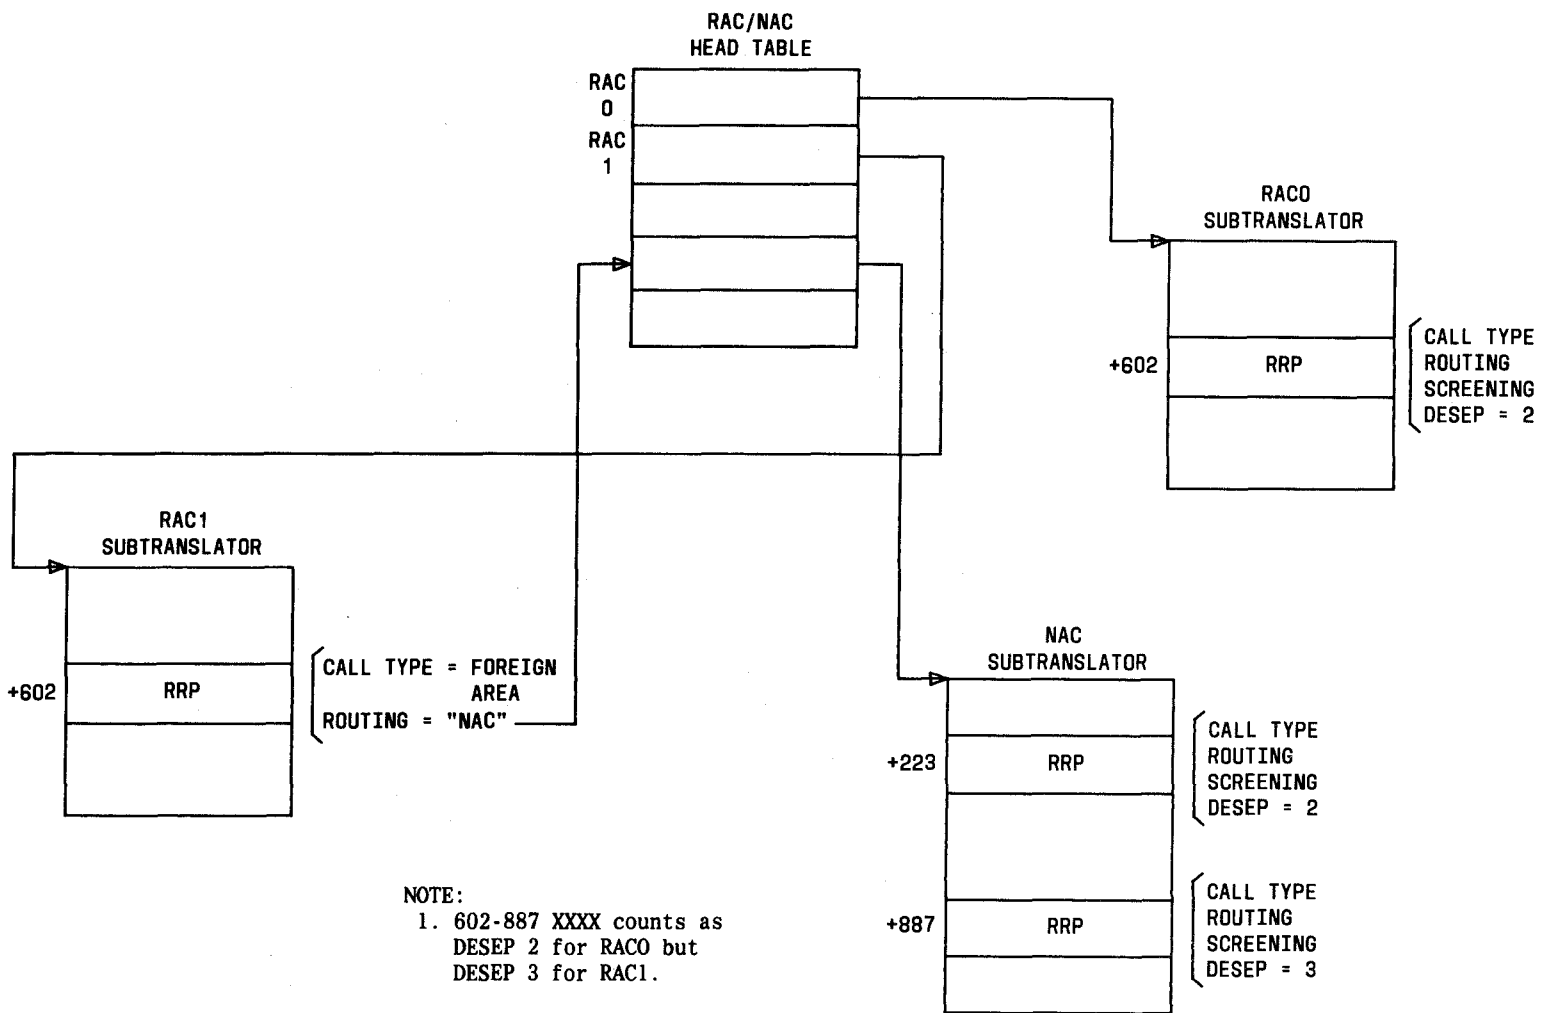 RAC/NAC
HEAD TABLE
RAC
0
RAC
1
RAC0
SUBTRANSLATOR
+602
RRP
CALL TYPE
ROUTING
SCREENING
DESEP = 2
RAC1
SUBTRANSLATOR
+602
RRP
CALL TYPE = FOREIGN
AREA
ROUTING = "NAC"
NAC
SUBTRANSLATOR
+223
RRP
CALL TYPE
ROUTING
SCREENING
DESEP = 2
+887
RRP
CALL TYPE
ROUTING
SCREENING
DESEP = 3
NOTE:
1. 602-887 XXXX counts as
DESEP 2 for RAC0 but
DESEP 3 for RAC1.